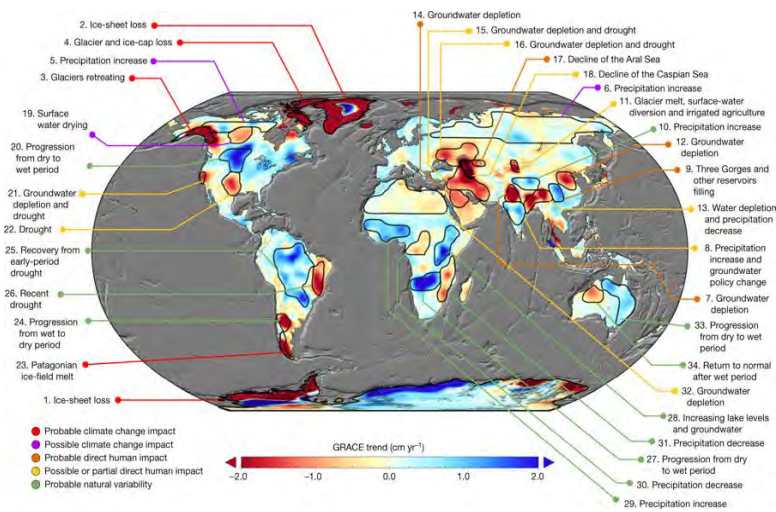 14. Groundwater
depletion
2. Ice-sheet loss
15. Groundwater depletion and drought
4. Glacier and ice-cap loss
16. Groundwater depletion and drought
5. Precipitation increase
17. Decline of the Aral Sea
3. Glaciers retreating
18. Decline of the Caspian Sea
6. Precipitation increase
11. Glacier melt, surface-water
diversion and irrigated agriculture
19. Surface
water drying
10. Precipitation increase
20. Progression
from dry to
wet period
12. Groundwater
depletion
9. Three Gorges and
other reservoirs
filling
21. Groundwater
depletion and
drought
13. Water depletion
and precipitation
decrease
22. Drought
8. Precipitation
increase and
groundwater
policy change
25. Recovery from
early-period
drought
26. Recent
drought
7. Groundwater
depletion
24. Progression
from wet to
dry period
33. Progression
from dry to wet
period
23. Patagonian
ice-field melt
34. Return to normal
after wet period
1. Ice-sheet loss
32. Groundwater
depletion
28. Increasing lake levels
and groundwater
31. Precipitation decrease
27. Progression from dry
to wet period
30. Precipitation decrease
29. Precipitation increase
Probable climate change impact
Possible climate change impact
Probable direct human impact
Possible or partial direct human impact
Probable natural variability
GRACE trend (cm yr⁻¹)
−2.0 −1.0 0.0 1.0 2.0